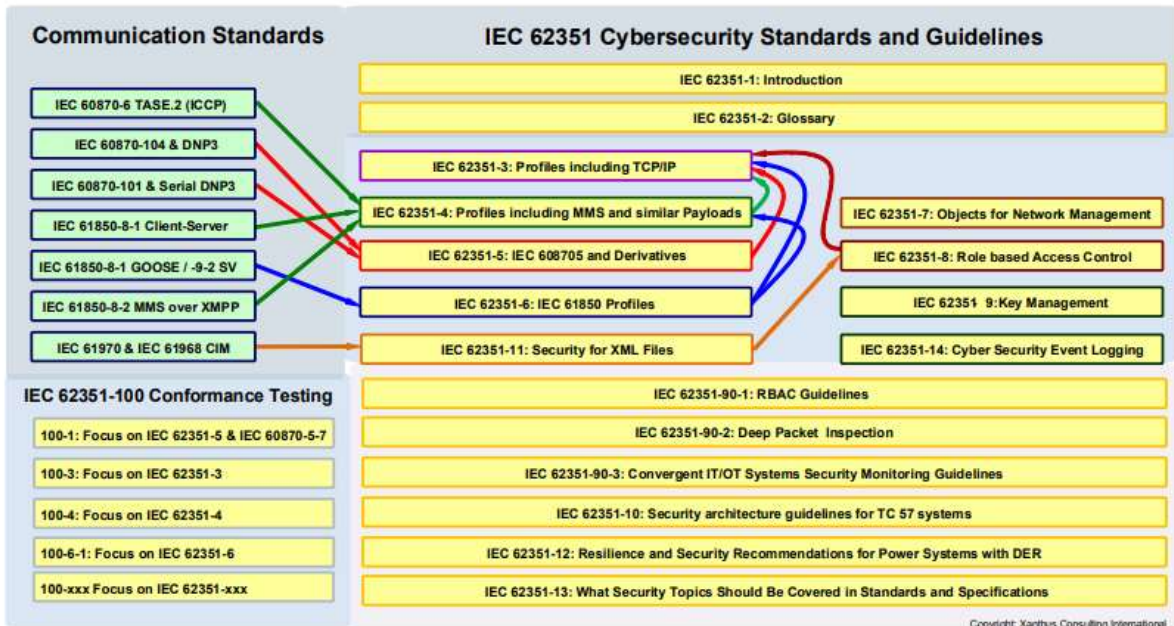 Communication Standards
IEC 60870-6 TASE.2 (ICCP)
IEC 60870-104 & DNP3
IEC 60870-101 & Serial DNP3
IEC 61850-8-1 Client-Server
IEC 61850-8-1 GOOSE / -9-2 SV
IEC 61850-8-2 MMS over XMPP
IEC 61970 & IEC 61968 CIM
IEC 62351 Cybersecurity Standards and Guidelines
IEC 62351-1: Introduction
IEC 62351-2: Glossary
IEC 62351-3: Profiles including TCP/IP
IEC 62351-4: Profiles including MMS and similar Payloads
IEC 62351-5: IEC 608705 and Derivatives
IEC 62351-6: IEC 61850 Profiles
IEC 62351-11: Security for XML Files
IEC 62351-7: Objects for Network Management
IEC 62351-8: Role based Access Control
IEC 62351 9:Key Management
IEC 62351-14: Cyber Security Event Logging
IEC 62351-100 Conformance Testing
100-1: Focus on IEC 62351-5 & IEC 60870-5-7
100-3: Focus on IEC 62351-3
100-4: Focus on IEC 62351-4
100-6-1: Focus on IEC 62351-6
100-xxx Focus on IEC 62351-xxx
IEC 62351-90-1: RBAC Guidelines
IEC 62351-90-2: Deep Packet Inspection
IEC 62351-90-3: Convergent IT/OT Systems Security Monitoring Guidelines
IEC 62351-10: Security architecture guidelines for TC 57 systems
IEC 62351-12: Resilience and Security Recommendations for Power Systems with DER
IEC 62351-13: What Security Topics Should Be Covered in Standards and Specifications
Copyright: Xanthus Consulting International